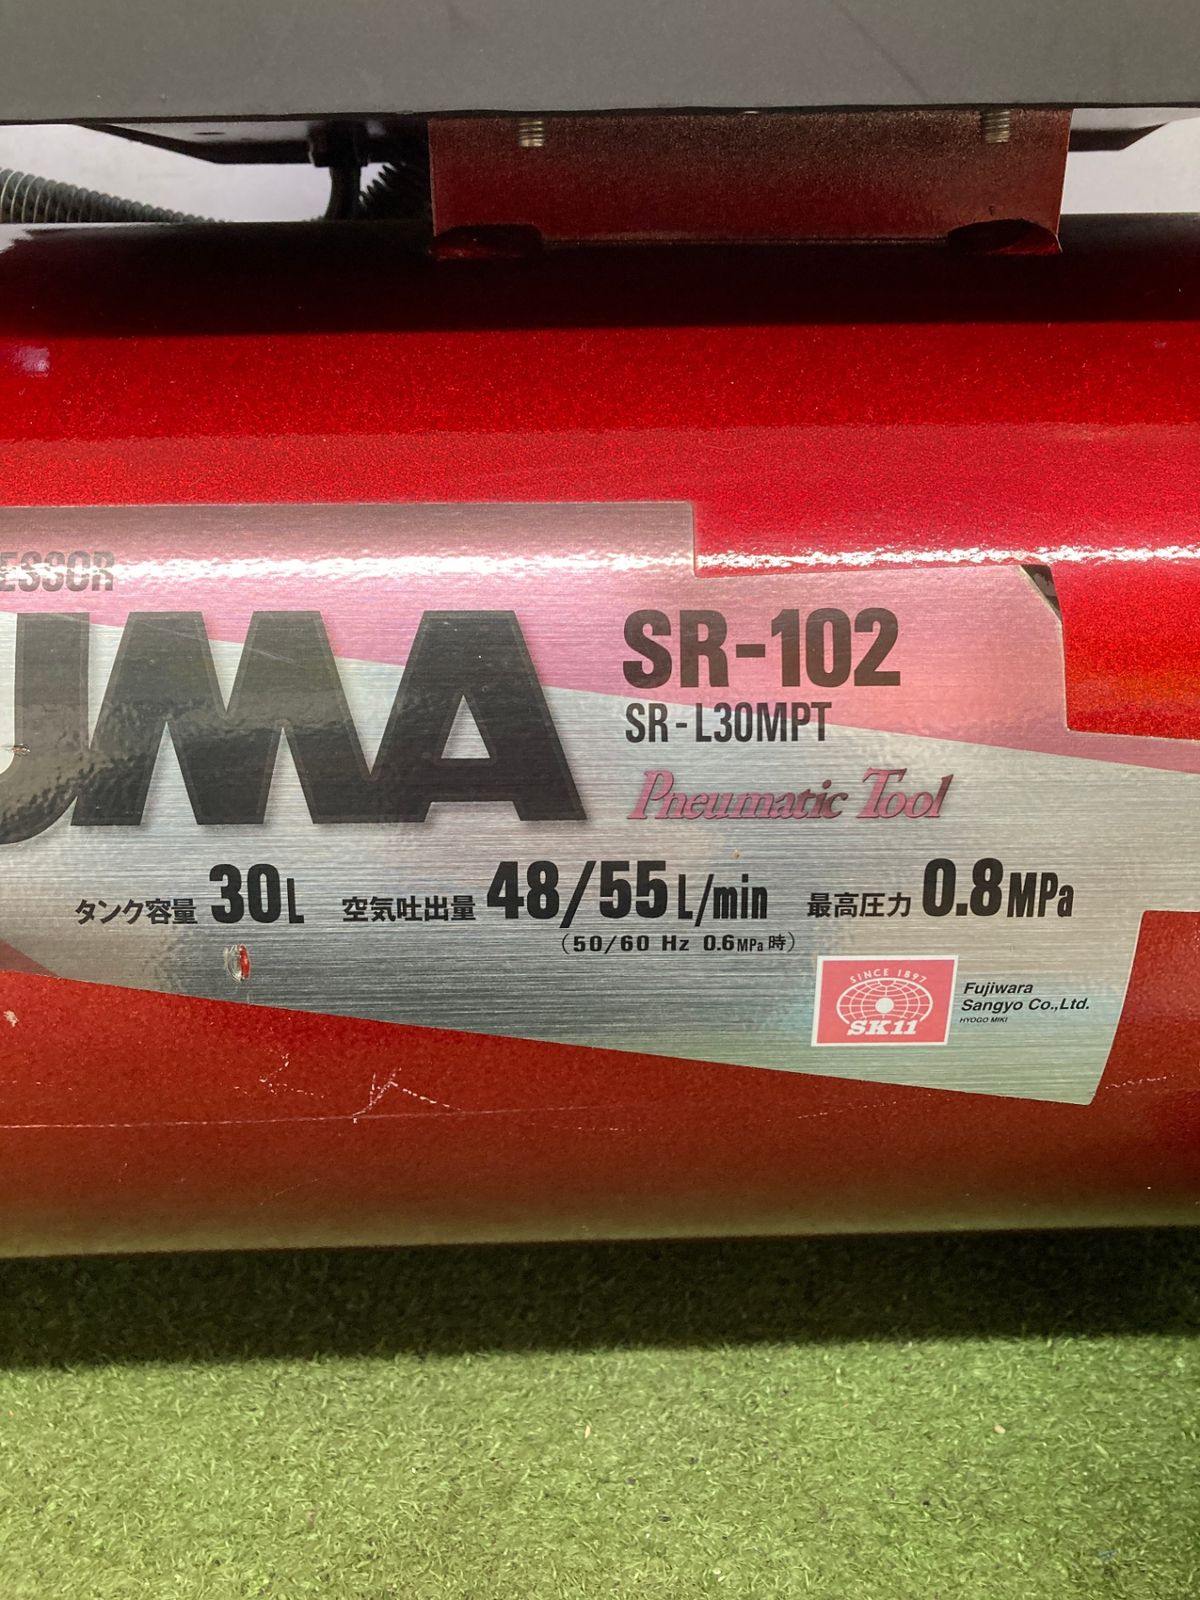 ESSOR
UMA
SR-102
SR-L30MPT
Pneumatic Tool
タンク容量 30L 空気吐出量 48/55 L/min 最高圧力 0.8MPa
(50/60 Hz 0.6MPa時)
SINCE 1897
SK11
Fujiwara
Sangyo Co.,Ltd.
HYOGO MIKI